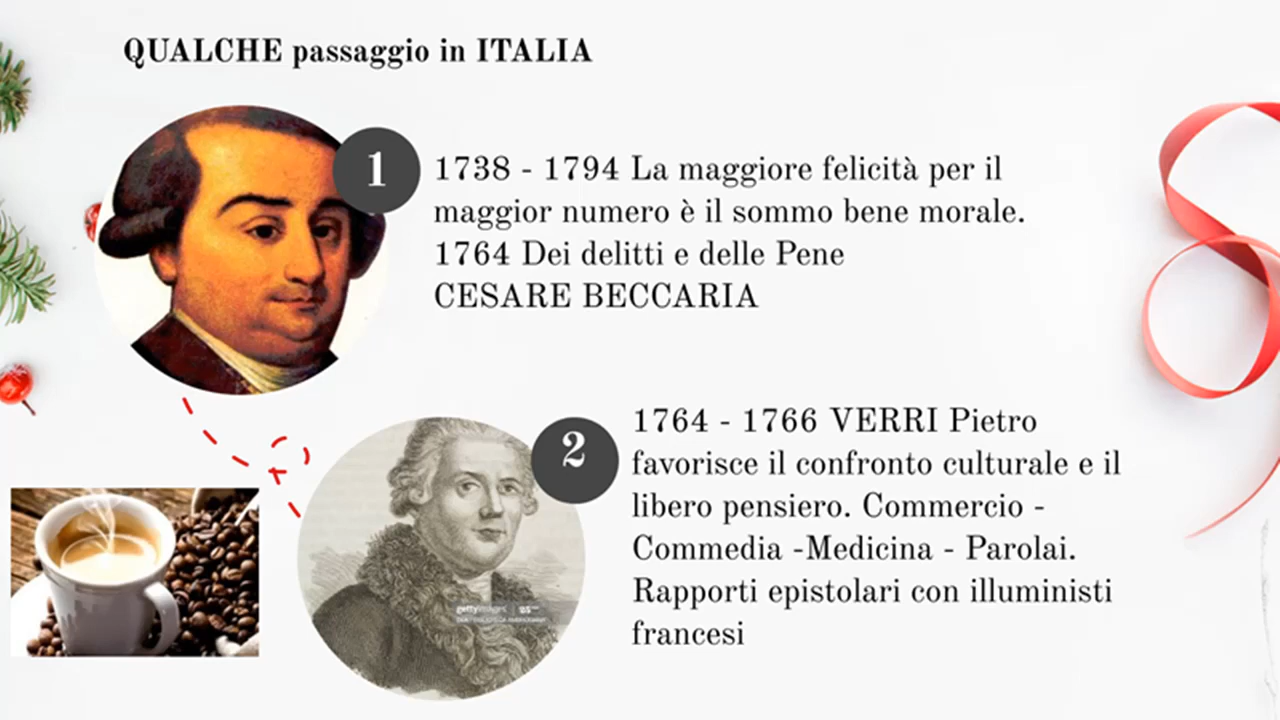 QUALCHE passaggio in ITALIA
1
1738 - 1794 La maggiore felicità per il
maggior numero è il sommo bene morale.
1764 Dei delitti e delle Pene
CESARE BECCARIA
2
1764 - 1766 VERRI Pietro
favorisce il confronto culturale e il
libero pensiero. Commercio -
Commedia -Medicina - Parolai.
Rapporti epistolari con illuministi
francesi
gettyimages